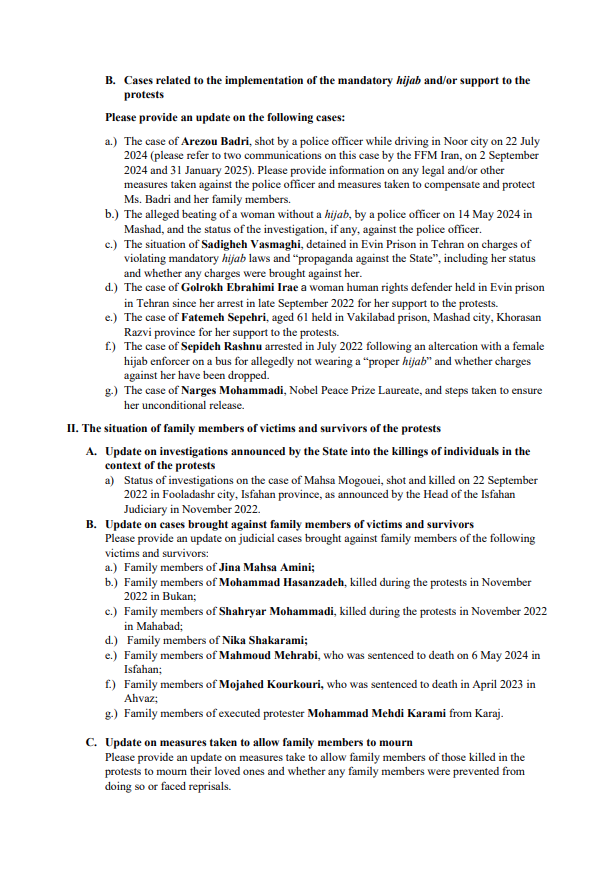 B. Cases related to the implementation of the mandatory hijab and/or support to the
protests
Please provide an update on the following cases:
a.) The case of Arezou Badri, shot by a police officer while driving in Noor city on 22 July
2024 (please refer to two communications on this case by the FFM Iran, on 2 September
2024 and 31 January 2025). Please provide information on any legal and/or other
measures taken against the police officer and measures taken to compensate and protect
Ms. Badri and her family members.
b.) The alleged beating of a woman without a hijab, by a police officer on 14 May 2024 in
Mashad, and the status of the investigation, if any, against the police officer.
c.) The situation of Sadigheh Vasmaghi, detained in Evin Prison in Tehran on charges of
violating mandatory hijab laws and “propaganda against the State”, including her status
and whether any charges were brought against her.
d.) The case of Golrokh Ebrahimi Irae a woman human rights defender held in Evin prison
in Tehran since her arrest in late September 2022 for her support to the protests.
e.) The case of Fatemeh Sepehri, aged 61 held in Vakilabad prison, Mashad city, Khorasan
Razvi province for her support to the protests.
f.) The case of Sepideh Rashnu arrested in July 2022 following an altercation with a female
hijab enforcer on a bus for allegedly not wearing a “proper hijab” and whether charges
against her have been dropped.
g.) The case of Narges Mohammadi, Nobel Peace Prize Laureate, and steps taken to ensure
her unconditional release.
II. The situation of family members of victims and survivors of the protests
A. Update on investigations announced by the State into the killings of individuals in the
context of the protests
a) Status of investigations on the case of Mahsa Mogouei, shot and killed on 22 September
2022 in Fooladashr city, Isfahan province, as announced by the Head of the Isfahan
Judiciary in November 2022.
B. Update on cases brought against family members of victims and survivors
Please provide an update on judicial cases brought against family members of the following
victims and survivors:
a.) Family members of Jina Mahsa Amini;
b.) Family members of Mohammad Hasanzadeh, killed during the protests in November
2022 in Bukan;
c.) Family members of Shahryar Mohammadi, killed during the protests in November 2022
in Mahabad;
d.) Family members of Nika Shakarami;
e.) Family members of Mahmoud Mehrabi, who was sentenced to death on 6 May 2024 in
Isfahan;
f.) Family members of Mojahed Kourkouri, who was sentenced to death in April 2023 in
Ahvaz;
g.) Family members of executed protester Mohammad Mehdi Karami from Karaj.
C. Update on measures taken to allow family members to mourn
Please provide an update on measures take to allow family members of those killed in the
protests to mourn their loved ones and whether any family members were prevented from
doing so or faced reprisals.